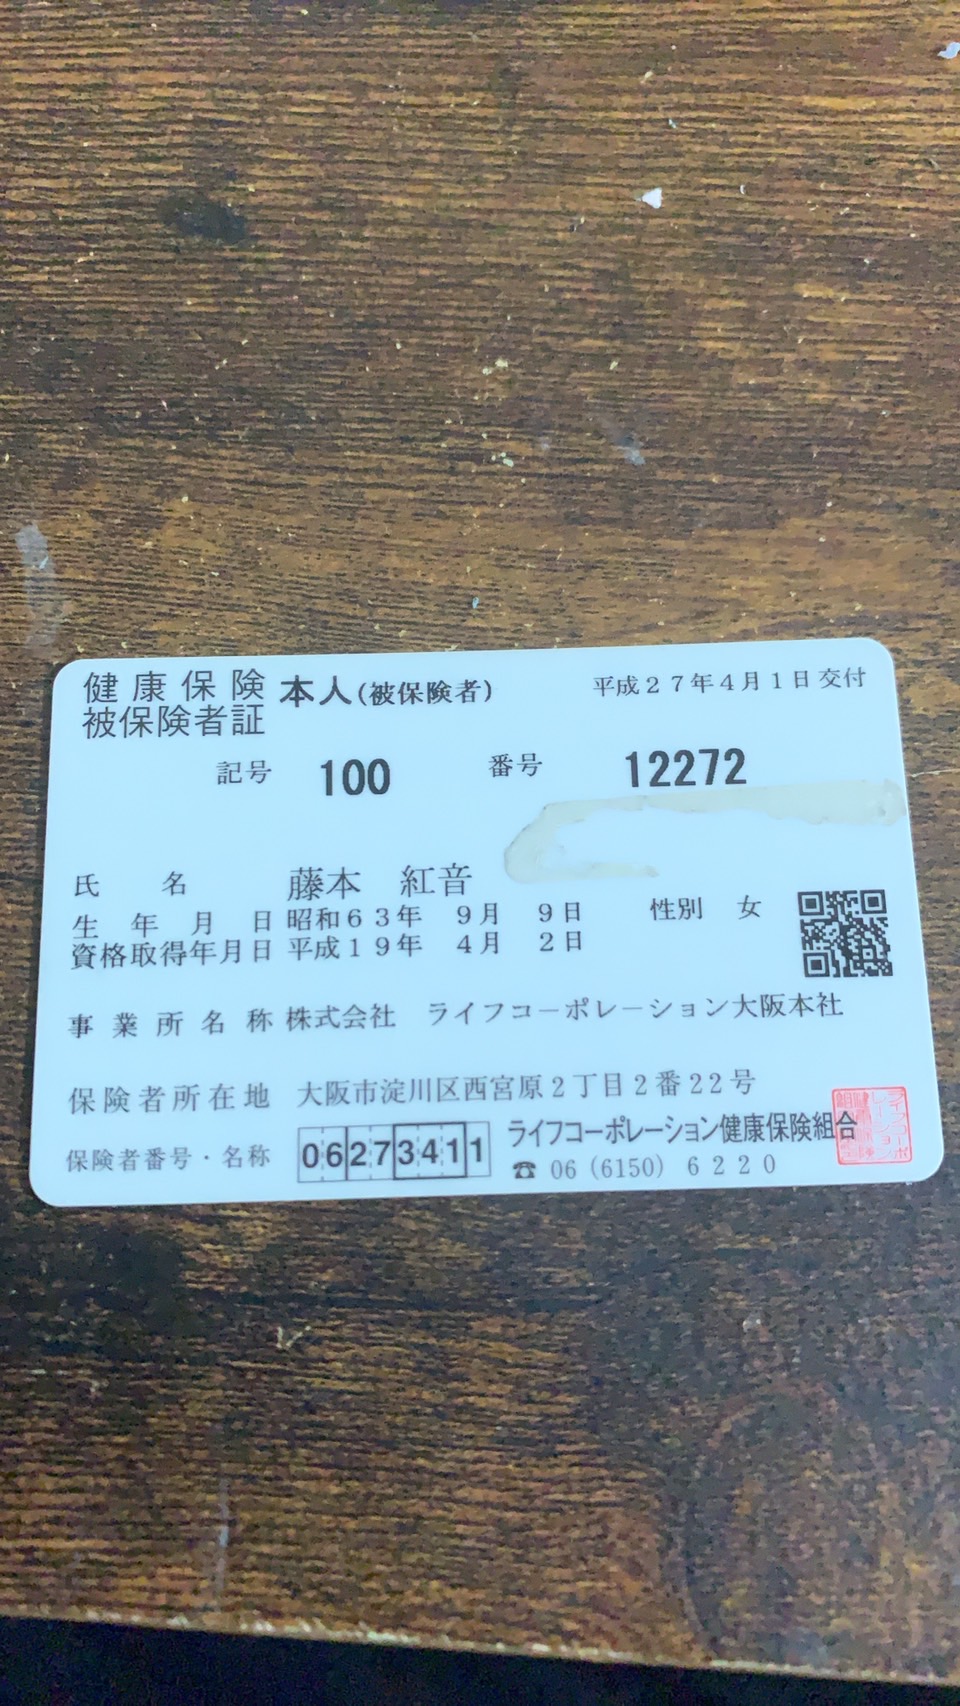 健康保険 本人(被保険者) 平成27年4月1日交付
被保険者証
記号 100 番号 12272
氏名 藤本 紅音
生年月日 昭和63年 9月 9日 性別 女
資格取得年月日 平成19年 4月 2日
事業所名称 株式会社 ライフコーポレーション大阪本社
保険者所在地 大阪市淀川区西宮原2丁目2番22号
保険者番号・名称 06273411 ライフコーポレーション健康保険組合
☎ 06(6150)6220